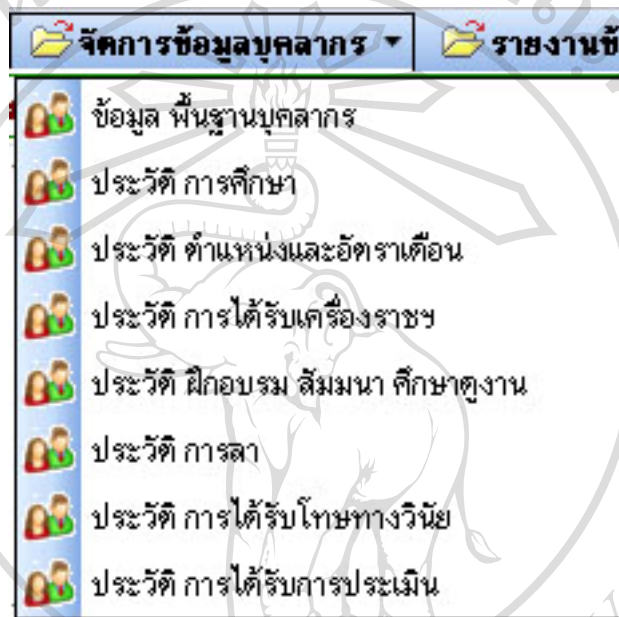 จัดการข้อมูลบุคลากร รายงานข้
ข้อมูล พื้นฐานบุคลากร
ประวัติ การศึกษา
ประวัติ ตำแหน่งและอัตราเดือน
ประวัติ การได้รับเครื่องราชฯ
ประวัติ ฝึกอบรม สัมมนา ศึกษาดูงาน
ประวัติ การลา
ประวัติ การได้รับโทษทางวินัย
ประวัติ การได้รับการประเมิน